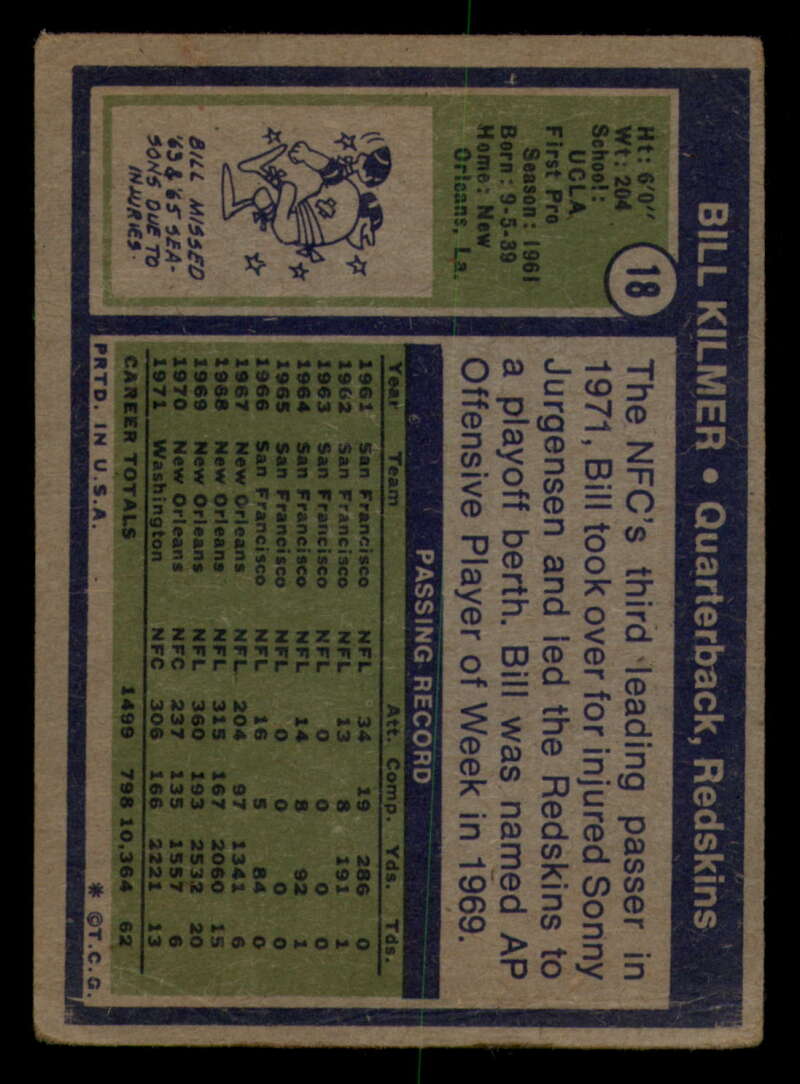 BILL KILMER • Quarterback, Redskins
18
Ht: 6'0"
Wt: 204
School:
UCLA
First Pro
Season: 1961
Born: 9-5-39
Home: New
Orleans, La.
BILL MISSED
'63 & '65 SEA-
SONS DUE TO
INJURIES.
The NFC's third leading passer in
1971, Bill took over for injured Sonny
Jurgensen and led the Redskins to
a playoff berth. Bill was named AP
Offensive Player of Week in 1969.
PASSING RECORD
Year Team Att. Comp. Yds. Tds.
1961 San Francisco NFL 34 19 286 0
1962 San Francisco NFL 13 8 191 1
1963 San Francisco NFL 0 0 0 0
1964 San Francisco NFL 14 8 92 1
1965 San Francisco NFL 0 0 0 0
1966 San Francisco NFL 16 5 84 0
1967 New Orleans NFL 204 97 1341 6
1968 New Orleans NFL 315 167 2060 15
1969 New Orleans NFL 360 193 2532 20
1970 New Orleans NFC 237 135 1557 6
1971 Washington NFC 306 166 2221 13
CAREER TOTALS 1499 798 10,364 62
PRTD. IN U.S.A. * ©T.C.G.